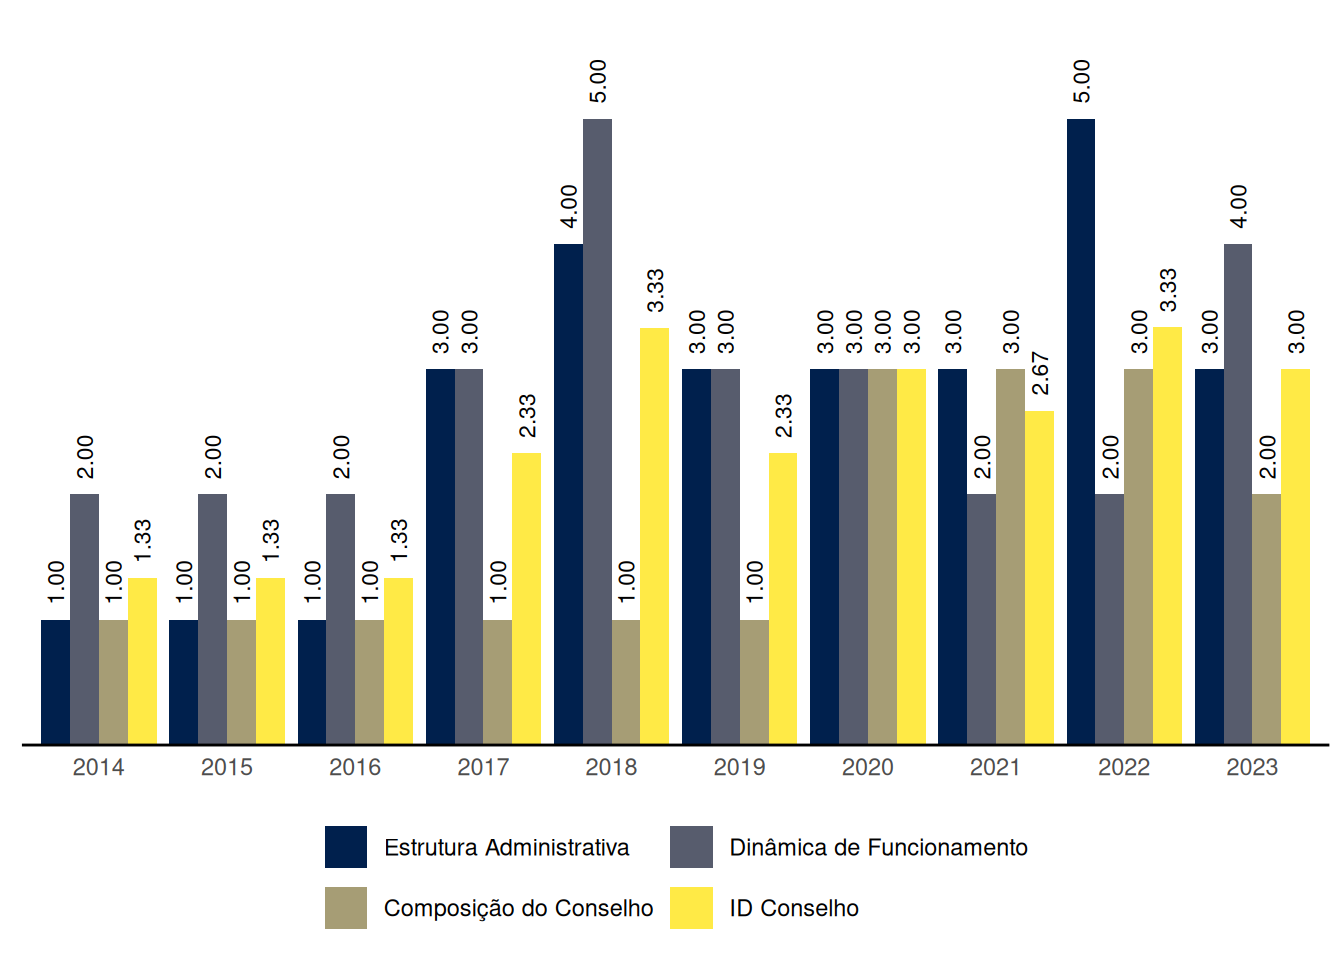 1.00 2.00 1.00 1.33 1.00 2.00 1.00 1.33 1.00 2.00 1.00 1.33 3.00 3.00 1.00 2.33 4.00 5.00 1.00 3.33 3.00 3.00 1.00 2.33 3.00 3.00 3.00 3.00 3.00 2.00 3.00 2.67 5.00 2.00 3.00 3.33 3.00 4.00 2.00 3.00
2014 2015 2016 2017 2018 2019 2020 2021 2022 2023
Estrutura Administrativa Dinâmica de Funcionamento
Composição do Conselho ID Conselho